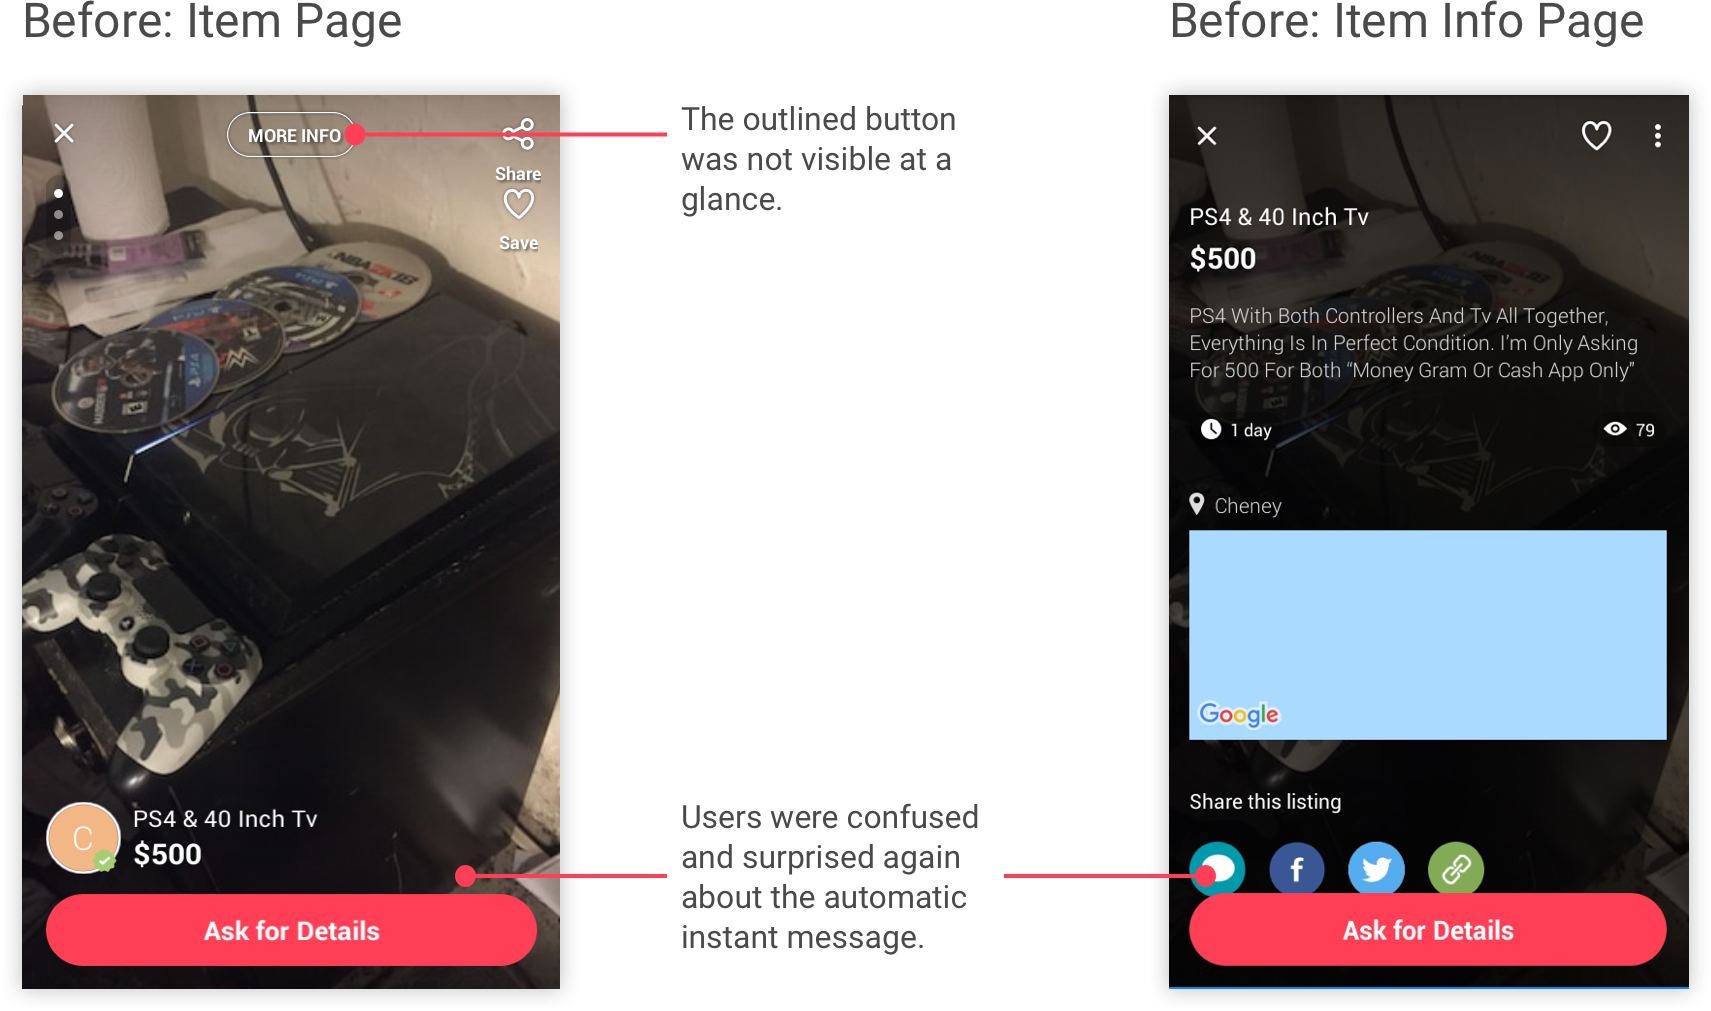 Before: Item Page
Before: Item Info Page
MORE INFO
Share
Save
NBA2K18
PS4
MADDEN
PS4 & 40 Inch Tv
C
$500
Ask for Details
The outlined button
was not visible at a
glance.
Users were confused
and surprised again
about the automatic
instant message.
PS4 & 40 Inch Tv
$500
PS4 With Both Controllers And Tv All Together,
Everything Is In Perfect Condition. I’m Only Asking
For 500 For Both “Money Gram Or Cash App Only”
1 day
79
Cheney
Google
Share this listing
f
Ask for Details